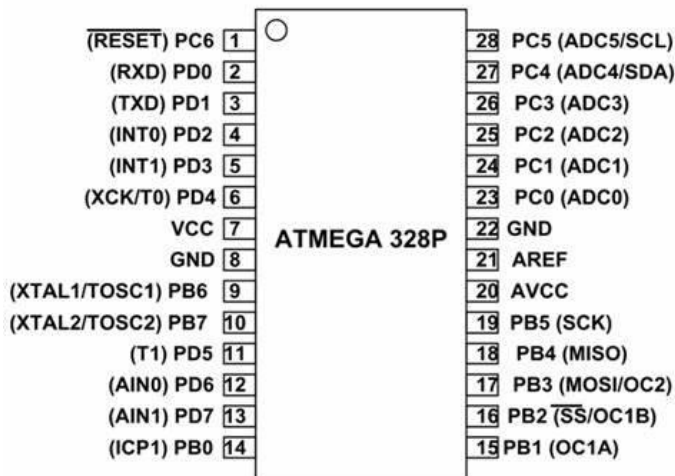 (RESET) PC6 1
(RXD) PD0 2
(TXD) PD1 3
(INT0) PD2 4
(INT1) PD3 5
(XCK/T0) PD4 6
VCC 7
GND 8
(XTAL1/TOSC1) PB6 9
(XTAL2/TOSC2) PB7 10
(T1) PD5 11
(AIN0) PD6 12
(AIN1) PD7 13
(ICP1) PB0 14
ATMEGA 328P
28 PC5 (ADC5/SCL)
27 PC4 (ADC4/SDA)
26 PC3 (ADC3)
25 PC2 (ADC2)
24 PC1 (ADC1)
23 PC0 (ADC0)
22 GND
21 AREF
20 AVCC
19 PB5 (SCK)
18 PB4 (MISO)
17 PB3 (MOSI/OC2)
16 PB2 (SS/OC1B)
15 PB1 (OC1A)